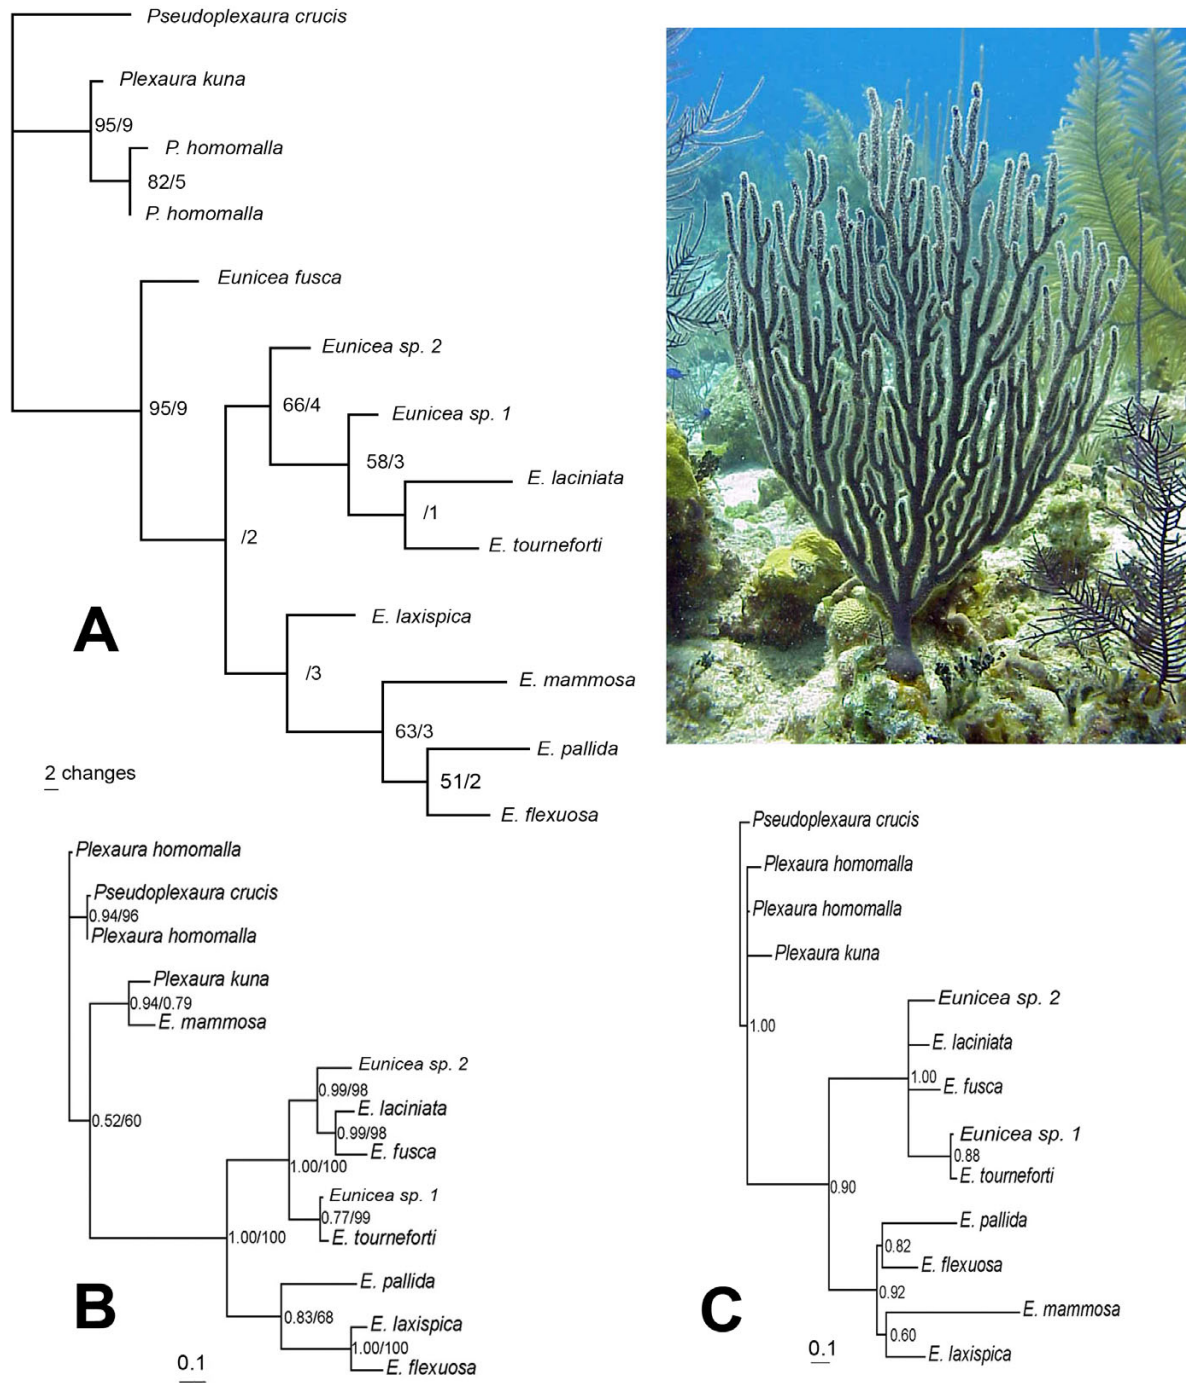 Pseudoplexaura crucis
Plexaura kuna
95/9
P. homomalla
82/5
P. homomalla
Eunicea fusca
Eunicea sp. 2
95/9
66/4
Eunicea sp. 1
58/3
E. laciniata
/1
/2
E. tourneforti
A
E. laxispica
/3
E. mammosa
63/3
E. pallida
2 changes
51/2
E. flexuosa
Plexaura homomalla
Pseudoplexaura crucis
0.94/96
Plexaura homomalla
Plexaura kuna
0.94/0.79
E. mammosa
Eunicea sp. 2
0.99/98
E. laciniata
0.52/60
0.99/98
E. fusca
1.00/100
Eunicea sp. 1
0.77/99
E. tourneforti
1.00/100
B
E. pallida
0.83/68
E. laxispica
1.00/100
E. flexuosa
0.1
Pseudoplexaura crucis
Plexaura homomalla
Plexaura homomalla
Plexaura kuna
Eunicea sp. 2
1.00
E. laciniata
1.00
E. fusca
Eunicea sp. 1
0.88
E. tourneforti
0.90
E. pallida
0.82
E. flexuosa
0.92
C
E. mammosa
0.60
0.1
E. laxispica